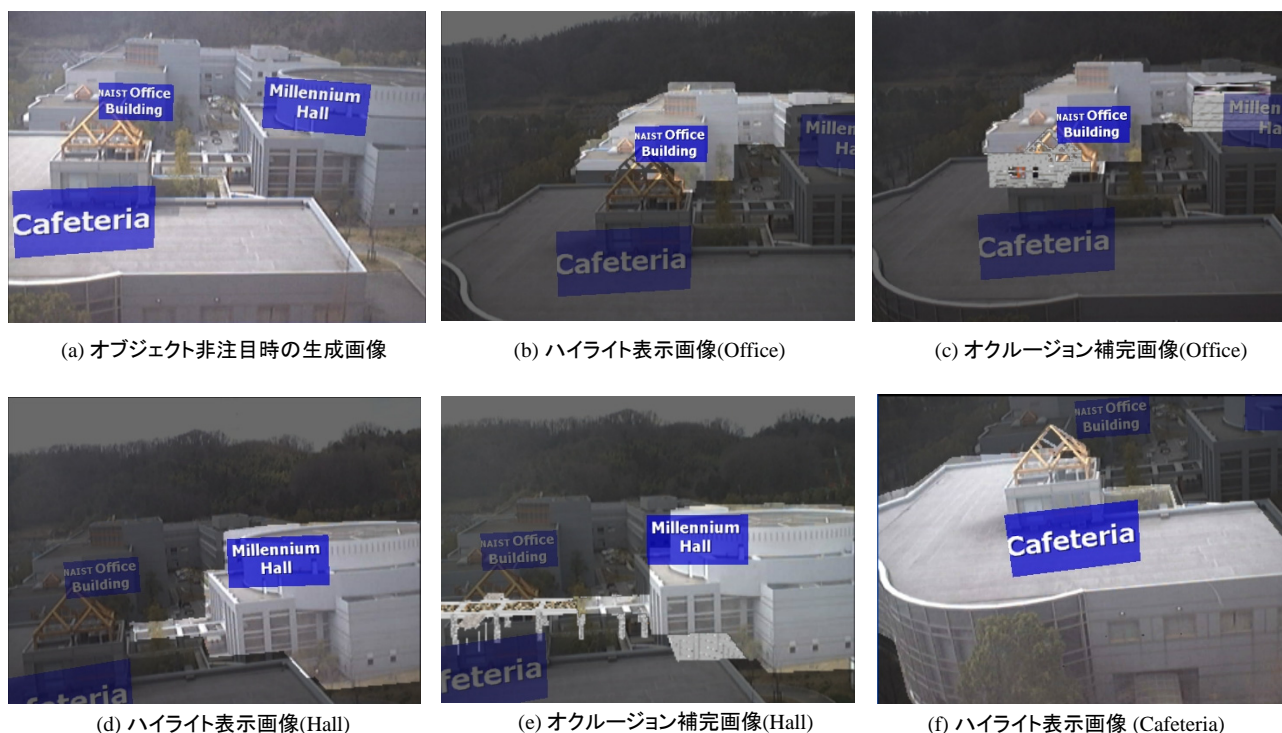 NAIST Office
Building
Millennium
Hall
Cafeteria
(a) オブジェクト非注目時の生成画像
NAIST Office
Building
Millen
Ha
Cafeteria
(b) ハイライト表示画像(Office)
NAIST Office
Building
Millenn
Ha
Cafeteria
(c) オクルージョン補完画像(Office)
Millennium
Hall
NAIST Office
Building
feteria
(d) ハイライト表示画像(Hall)
Millennium
Hall
NAIST Office
Building
feteria
(e) オクルージョン補完画像(Hall)
NAIST Office
Building
Cafeteria
(f) ハイライト表示画像 (Cafeteria)